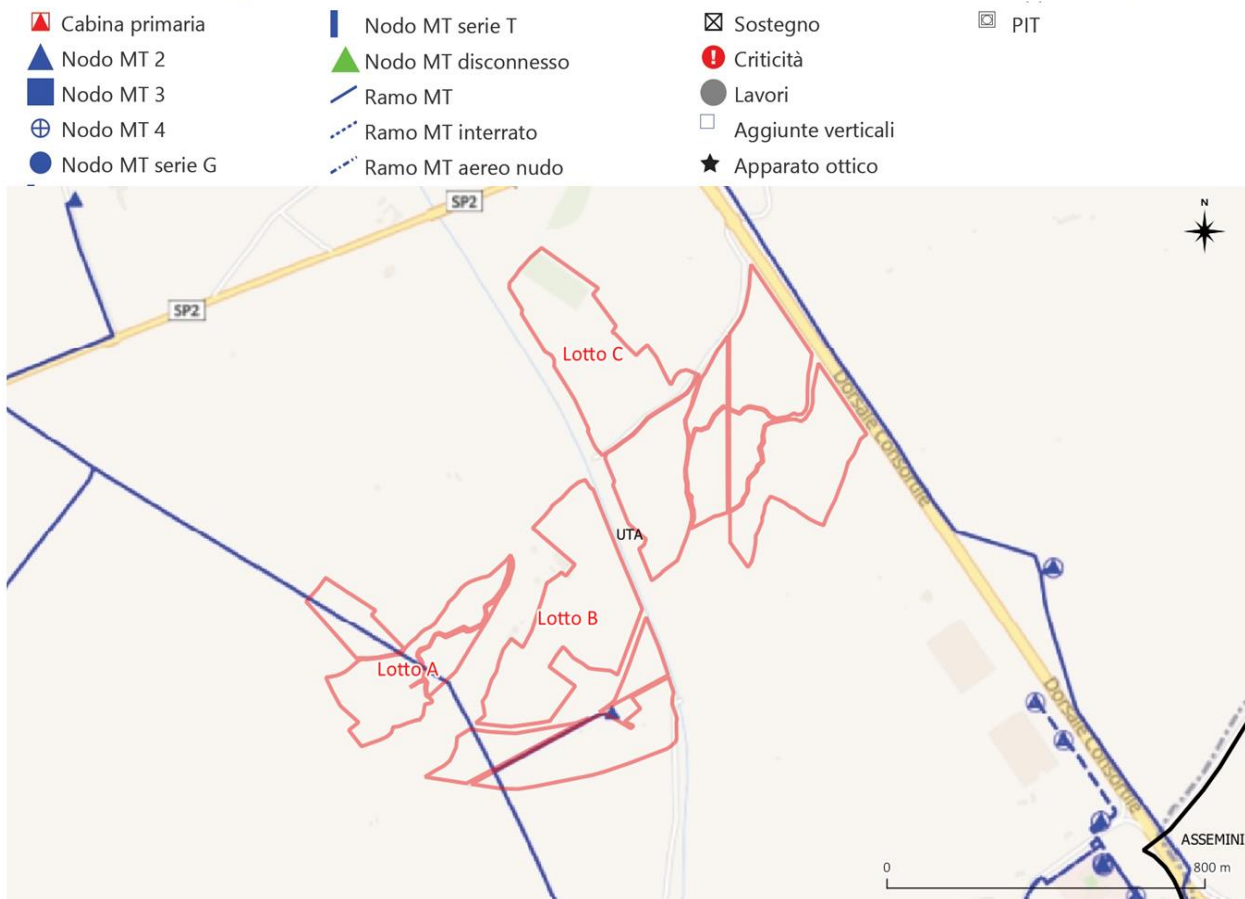 Cabina primaria
Nodo MT 2
Nodo MT 3
Nodo MT 4
Nodo MT serie G
Nodo MT serie T
Nodo MT disconnesso
Ramo MT
Ramo MT interrato
Ramo MT aereo nudo
Sostegno
Criticità
Lavori
Aggiunte verticali
Apparato ottico
PIT
N
SP2
SP2
Lotto C
Dorsale Consortile
UTA
Lotto B
Lotto A
Dorsale Consortile
ASSEMINI
0 800 m